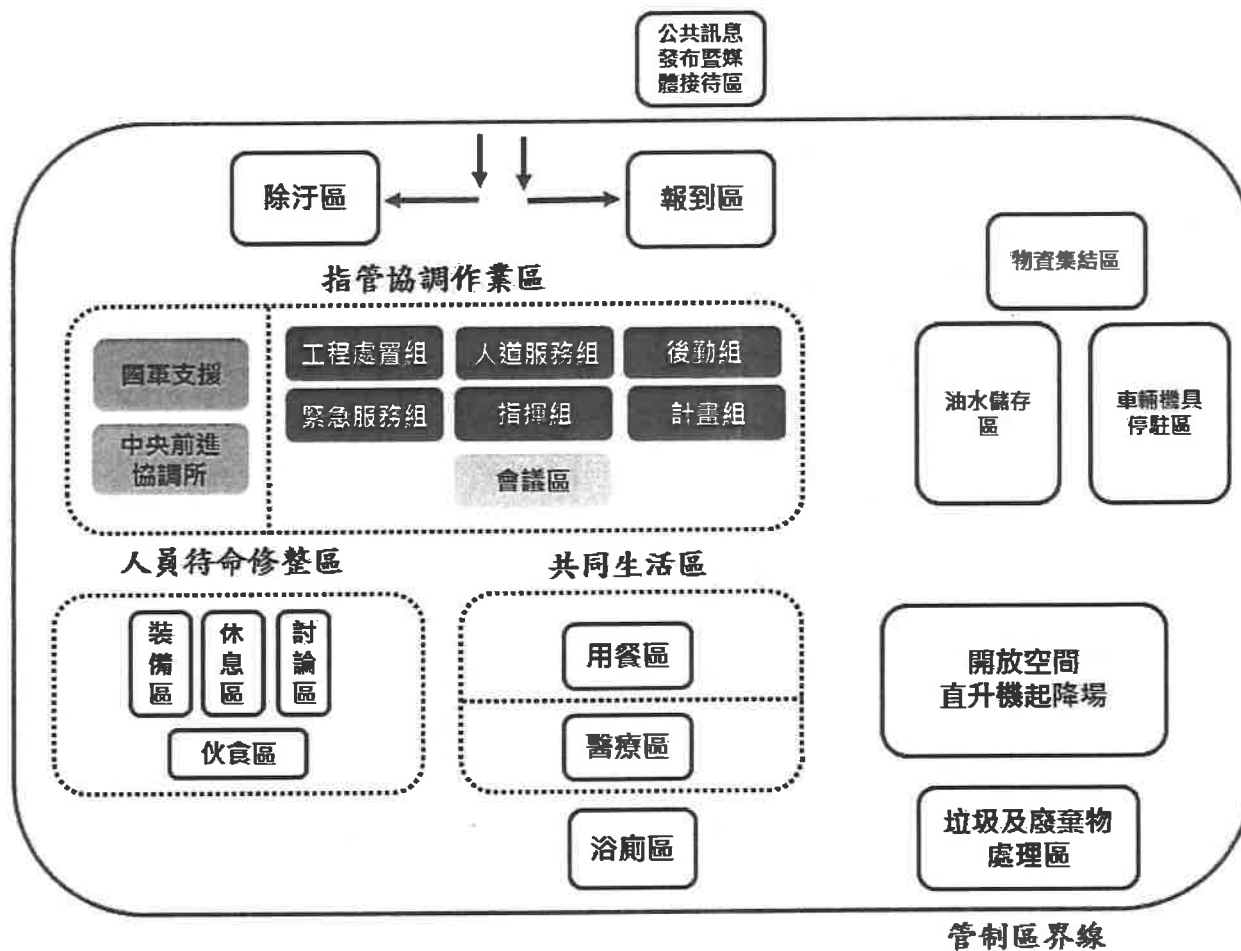 公共訊息
發布暨媒
體接待區
除汙區
報到區
指管協調作業區
國軍支援
中央前進
協調所
工程處置組
人道服務組
後勤組
緊急服務組
指揮組
計畫組
會議區
物資集結區
油水儲存
區
車輛機具
停駐區
人員待命修整區
裝備區
休息區
討論區
伙食區
共同生活區
用餐區
醫療區
浴廁區
開放空間
直升機起降場
垃圾及廢棄物
處理區
管制區界線